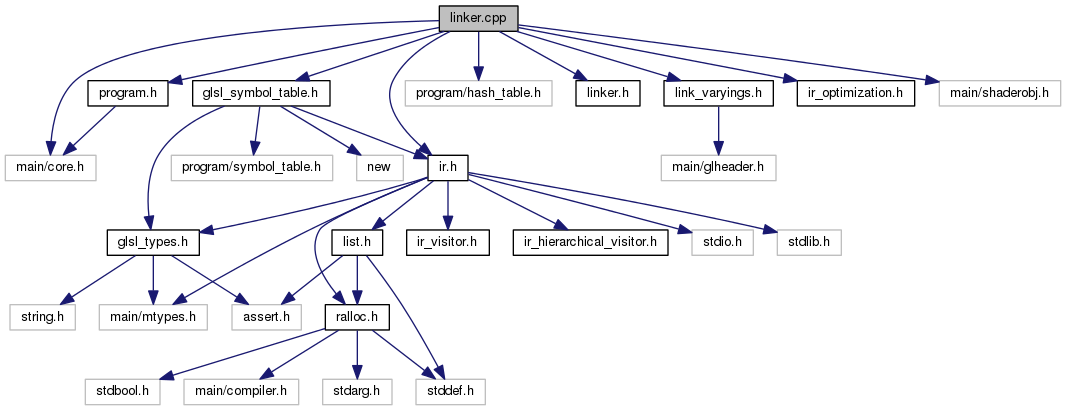 linker.cpp
program.h
glsl_symbol_table.h
program/hash_table.h
linker.h
link_varyings.h
ir_optimization.h
main/shaderobj.h
main/core.h
program/symbol_table.h
new
ir.h
main/glheader.h
glsl_types.h
list.h
ir_visitor.h
ir_hierarchical_visitor.h
stdio.h
stdlib.h
string.h
main/mtypes.h
assert.h
ralloc.h
stdbool.h
main/compiler.h
stdarg.h
stddef.h